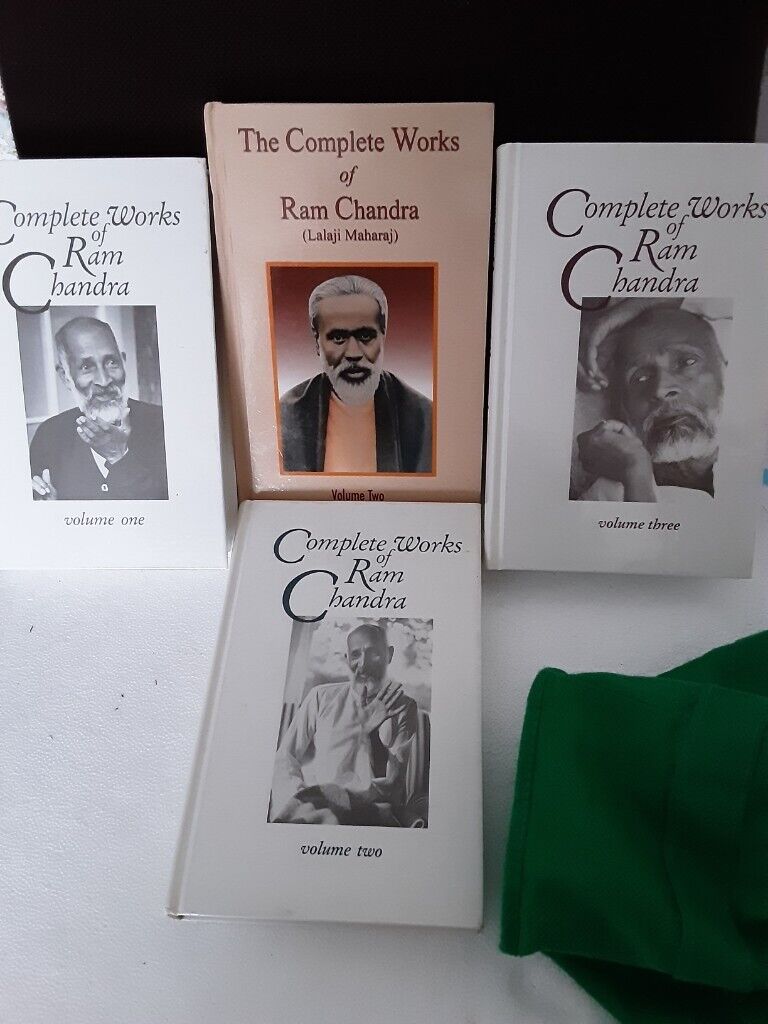 Complete Works
of
Ram
Chandra
volume one
The Complete Works
of
Ram Chandra
(Lalaji Maharaj)
Volume Two
Complete Works
of
Ram
Chandra
volume three
Complete Works
of
Ram
Chandra
volume two